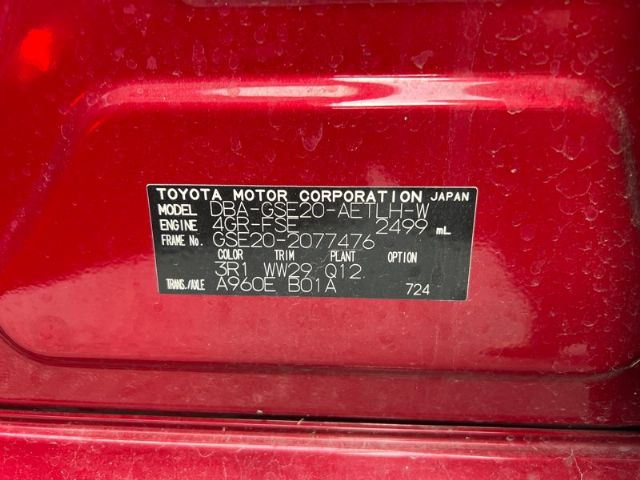 TOYOTA MOTOR CORPORATION JAPAN
MODEL DBA-GSE20-AETLH-W
ENGINE 4GR-FSE 2499 mL
FRAME No. GSE20-2077476
COLOR TRIM PLANT OPTION
3R1 WW29 Q12
TRANS./AXLE A960E B01A 724